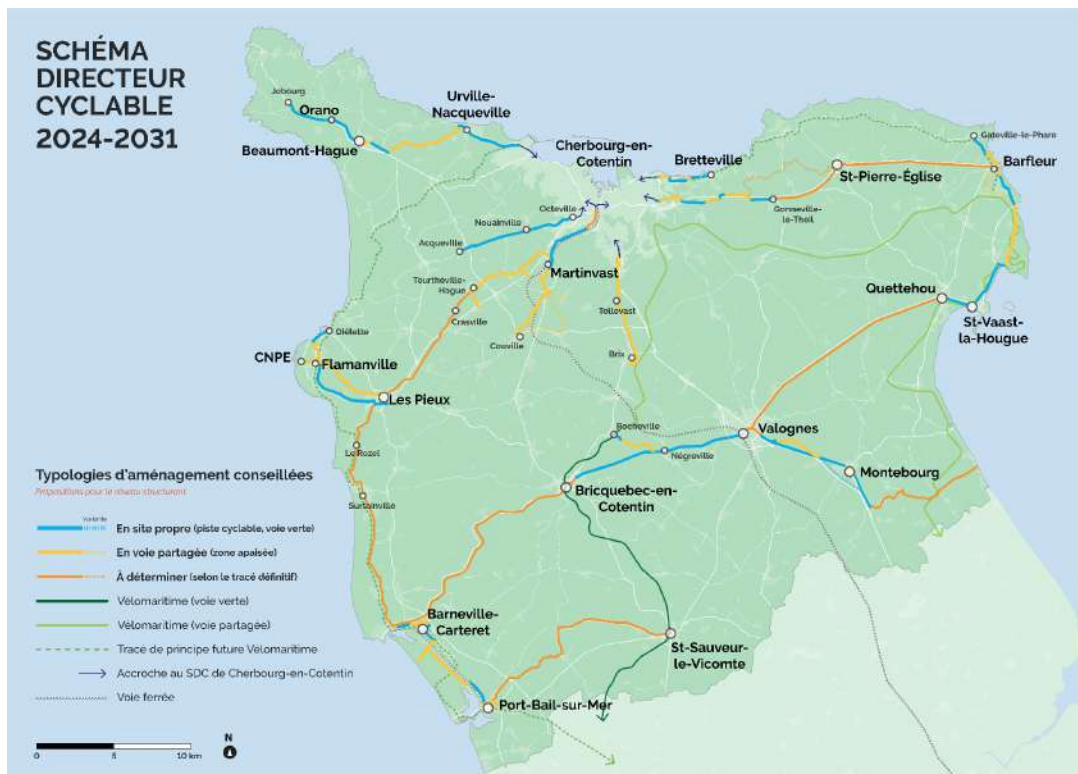 SCHÉMA
DIRECTEUR
CYCLABLE
2024-2031
Jobourg
Orano
Beaumont-Hague
Urville-
Nacqueville
Cherbourg-en-
Cotentin
Bretteville
Gatteville-le-Phare
Barfleur
St-Pierre-Église
Gonneville-
le-Theil
Octeville
Nouainville
Acqueville
Martinvast
Tourthéville-
Hague
Crasville
Couville
Tollevast
Brix
Quettehou
St-Vaast-
la-Hougue
Diélette
CNPE
Flamanville
Les Pieux
Le Rozel
Surtainville
Rocheville
Négreville
Valognes
Montebourg
Bricquebec-en-
Cotentin
Barneville-
Carteret
St-Sauveur-
le-Vicomte
Port-Bail-sur-Mer
Typologies d'aménagement conseillées
Propositions pour le réseau structurant
Variante
En site propre (piste cyclable, voie verte)
En voie partagée (zone apaisée)
À déterminer (selon le tracé définitif)
Vélomaritime (voie verte)
Vélomaritime (voie partagée)
Tracé de principe future Vélomaritime
Accroche au SDC de Cherbourg-en-Cotentin
Voie ferrée
0 5 10 km
N